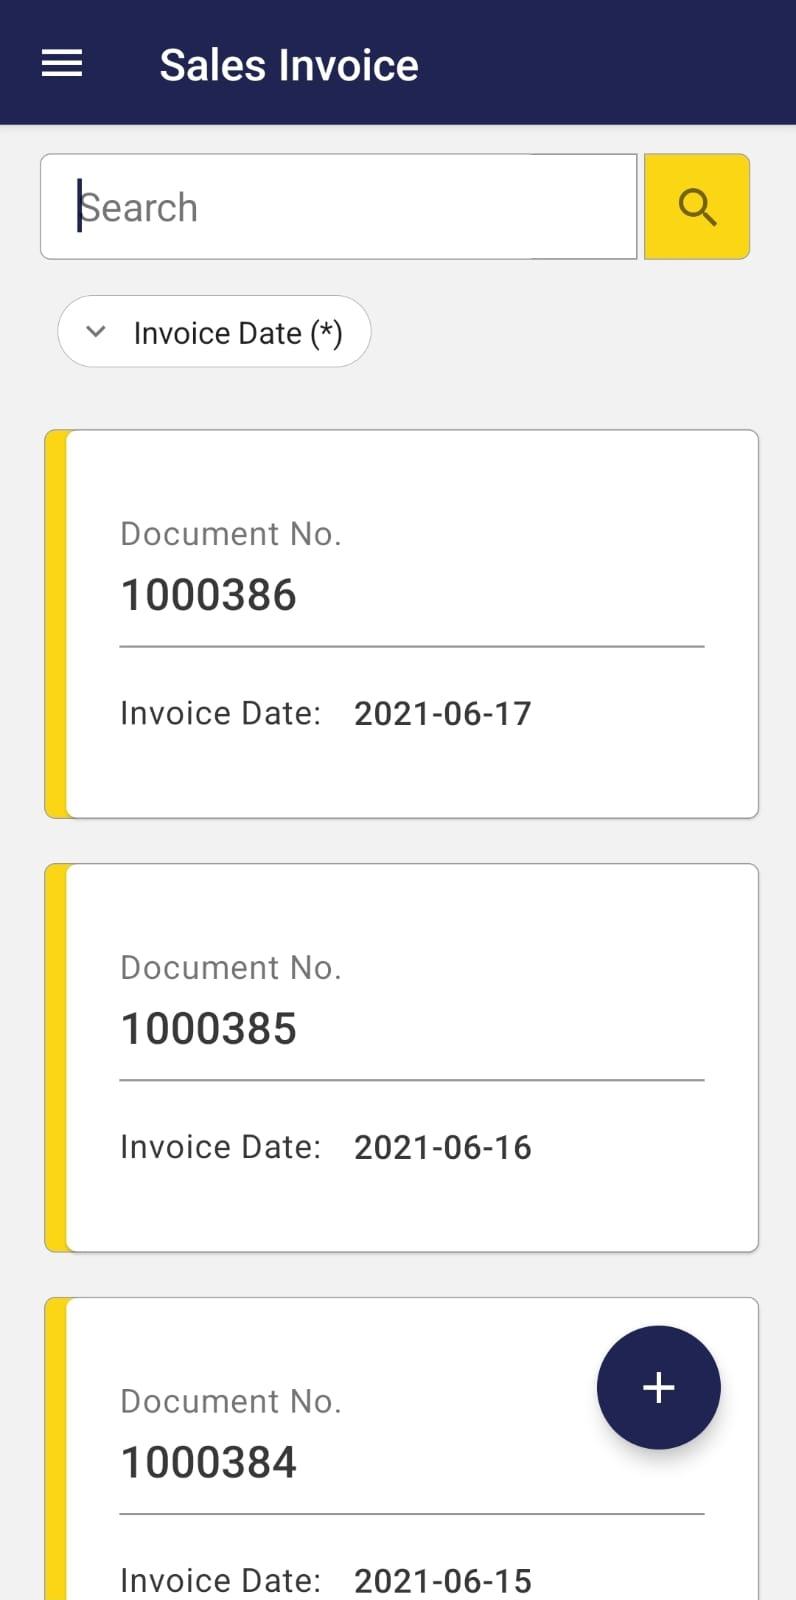 Sales Invoice
Search
Invoice Date (*)
Document No.
1000386
Invoice Date: 2021-06-17
Document No.
1000385
Invoice Date: 2021-06-16
Document No.
1000384
Invoice Date: 2021-06-15